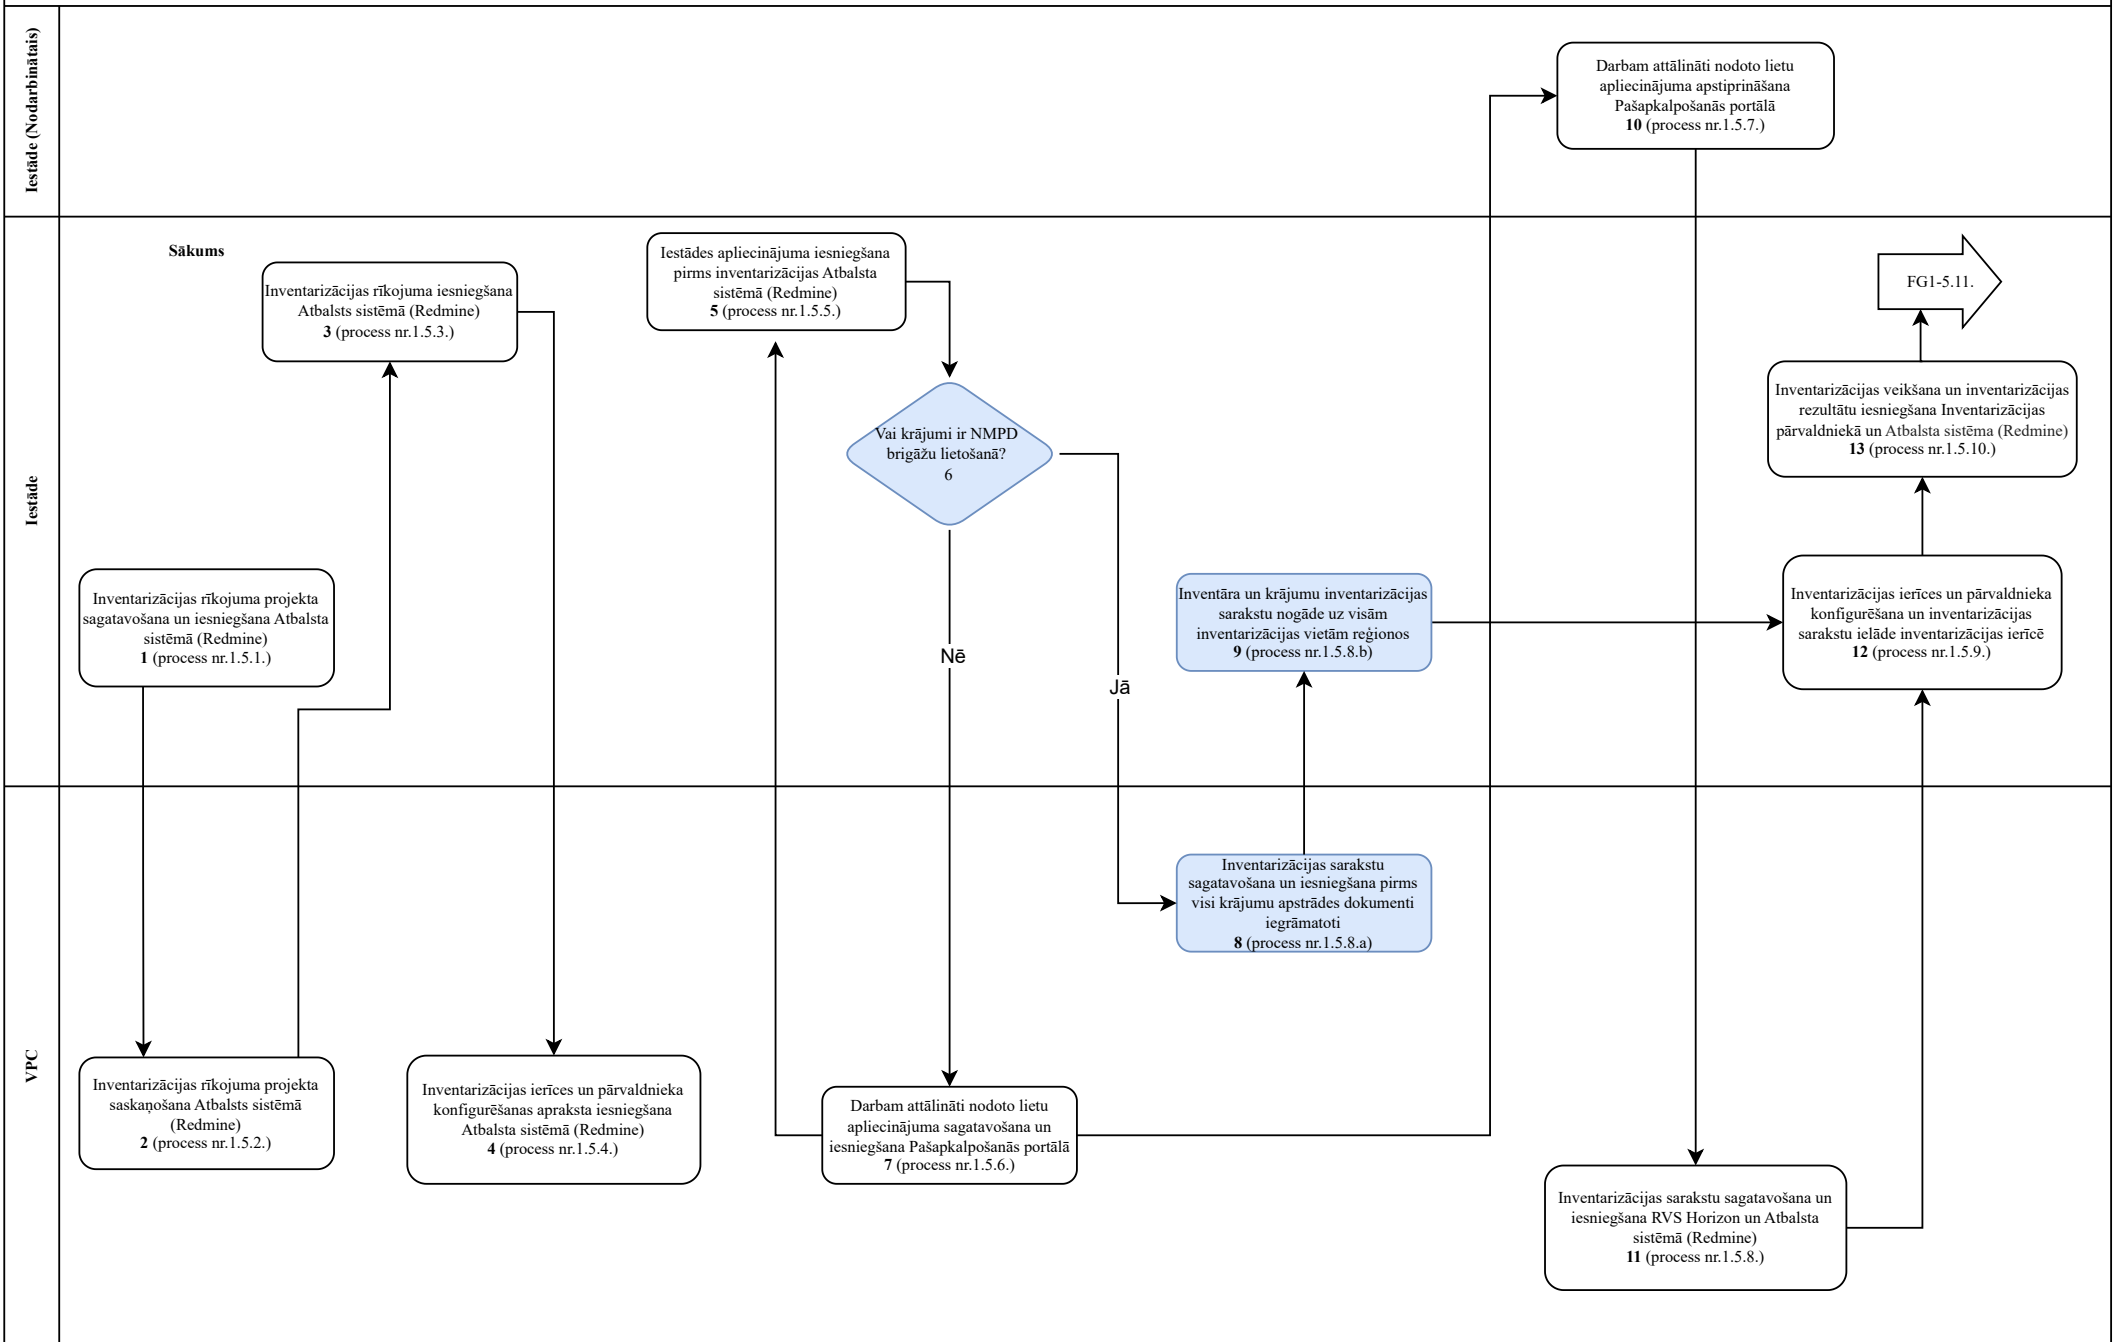 Iestāde (Nodarbinātais)
Darbam attālināti nodoto lietu
apliecinājuma apstiprināšana
Pašapkalpošanās portālā
10 (process nr.1.5.7.)
Iestāde
Sākums
Inventarizācijas rīkojuma iesniegšana
Atbalsts sistēmā (Redmine)
3 (process nr.1.5.3.)
Iestādes apliecinājuma iesniegšana
pirms inventarizācijas Atbalsta
sistēmā (Redmine)
5 (process nr.1.5.5.)
FG1-5.11.
Vai krājumi ir NMPD
brigāžu lietošanā?
6
Inventarizācijas veikšana un inventarizācijas
rezultātu iesniegšana Inventarizācijas
pārvaldniekā un Atbalsta sistēma (Redmine)
13 (process nr.1.5.10.)
Inventarizācijas rīkojuma projekta
sagatavošana un iesniegšana Atbalsta
sistēmā (Redmine)
1 (process nr.1.5.1.)
Nē
Jā
Inventāra un krājumu inventarizācijas
sarakstu nogāde uz visām
inventarizācijas vietām reģionos
9 (process nr.1.5.8.b)
Inventarizācijas ierīces un pārvaldnieka
konfigurēšana un inventarizācijas
sarakstu ielāde inventarizācijas ierīcē
12 (process nr.1.5.9.)
VPC
Inventarizācijas sarakstu
sagatavošana un iesniegšana pirms
visi krājumu apstrādes dokumenti
iegrāmatoti
8 (process nr.1.5.8.a)
Inventarizācijas rīkojuma projekta
saskaņošana Atbalsts sistēmā
(Redmine)
2 (process nr.1.5.2.)
Inventarizācijas ierīces un pārvaldnieka
konfigurēšanas apraksta iesniegšana
Atbalsta sistēmā (Redmine)
4 (process nr.1.5.4.)
Darbam attālināti nodoto lietu
apliecinājuma sagatavošana un
iesniegšana Pašapkalpošanās portālā
7 (process nr.1.5.6.)
Inventarizācijas sarakstu sagatavošana un
iesniegšana RVS Horizon un Atbalsta
sistēmā (Redmine)
11 (process nr.1.5.8.)